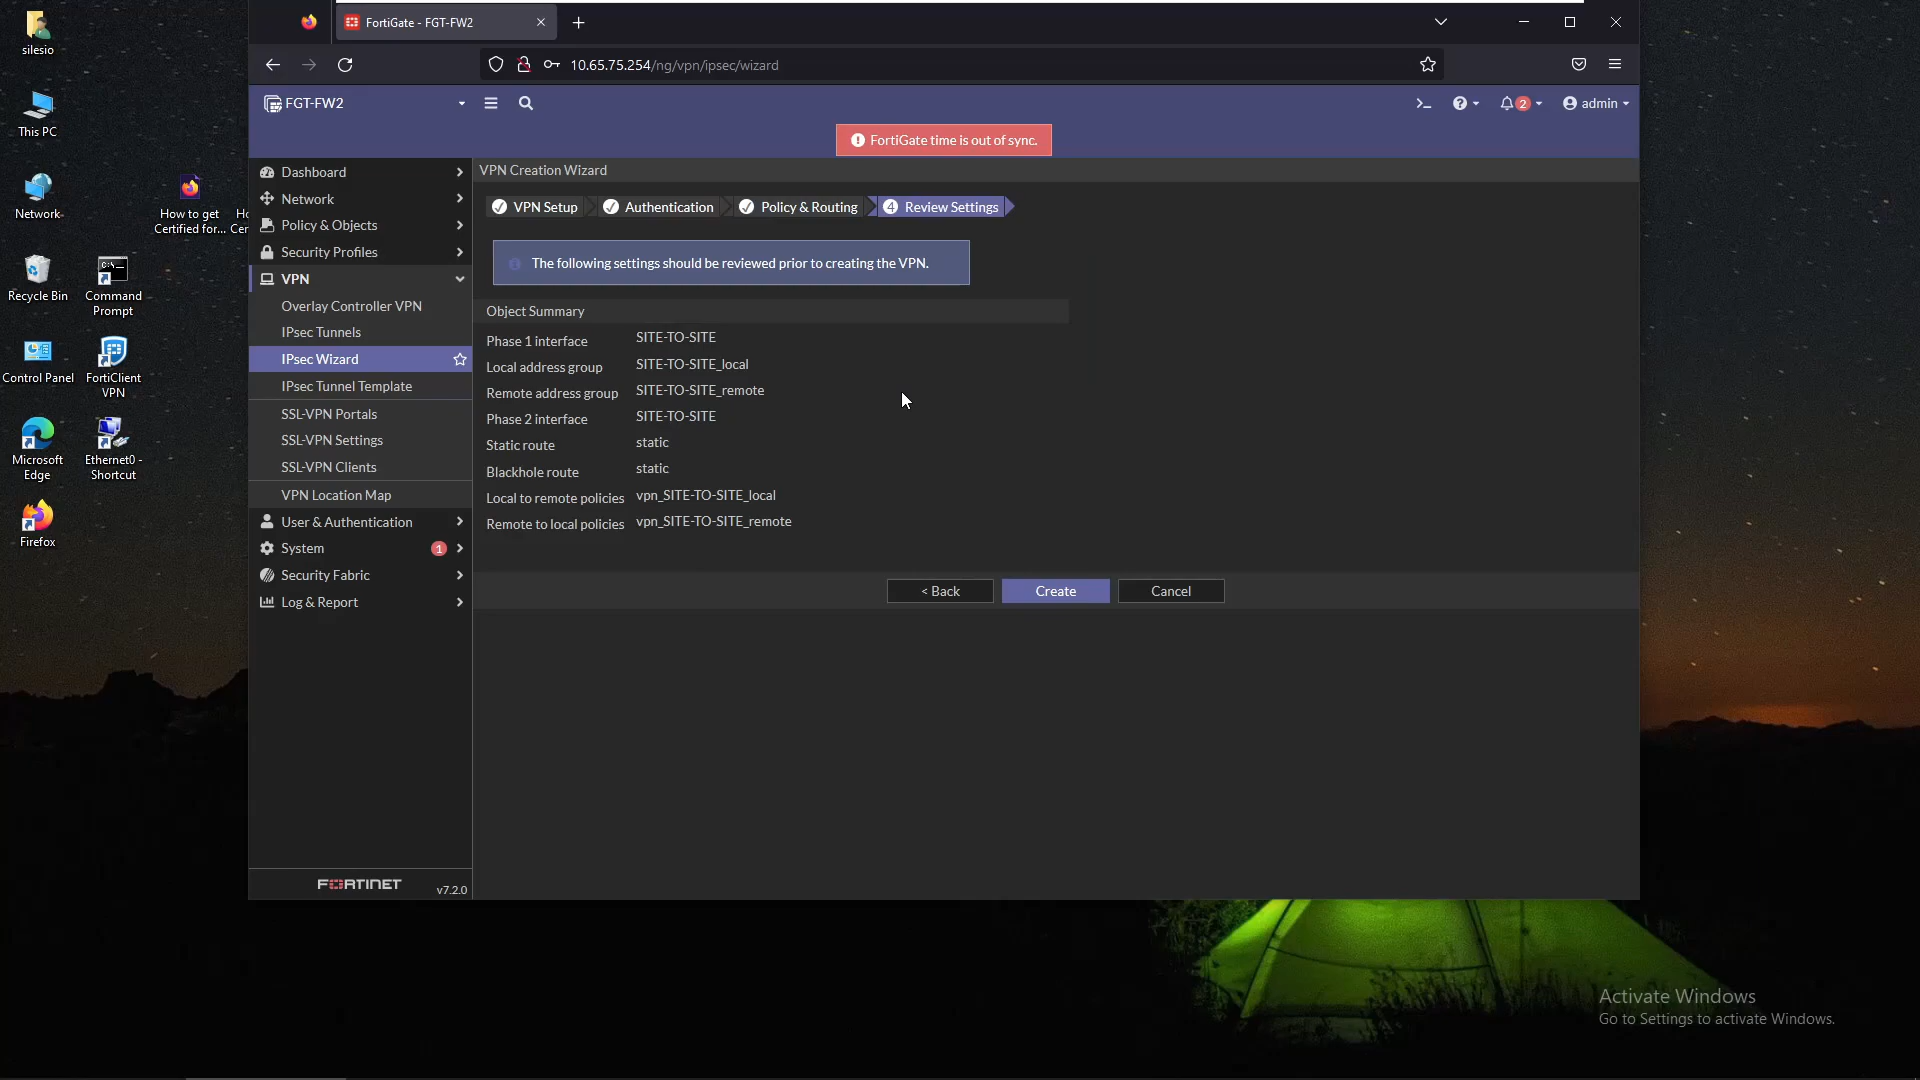 silesio
This PC
Network
How to get
Certified for...
Ho
Cer
Recycle Bin
Command
Prompt
Control Panel
FortiClient
VPN
Microsoft
Edge
Ethernet0 -
Shortcut
Firefox
FortiGate - FGT-FW2
10.65.75.254/ng/vpn/ipsec/wizard
FGT-FW2
2
admin
FortiGate time is out of sync.
Dashboard
Network
Policy & Objects
Security Profiles
VPN
Overlay Controller VPN
IPsec Tunnels
IPsec Wizard
IPsec Tunnel Template
SSL-VPN Portals
SSL-VPN Settings
SSL-VPN Clients
VPN Location Map
User & Authentication
System 1
Security Fabric
Log & Report
FORTINET v7.2.0
VPN Creation Wizard
VPN Setup Authentication Policy & Routing 4 Review Settings
The following settings should be reviewed prior to creating the VPN.
Object Summary
Phase 1 interface SITE-TO-SITE
Local address group SITE-TO-SITE_local
Remote address group SITE-TO-SITE_remote
Phase 2 interface SITE-TO-SITE
Static route static
Blackhole route static
Local to remote policies vpn_SITE-TO-SITE_local
Remote to local policies vpn_SITE-TO-SITE_remote
< Back Create Cancel
Activate Windows
Go to Settings to activate Windows.